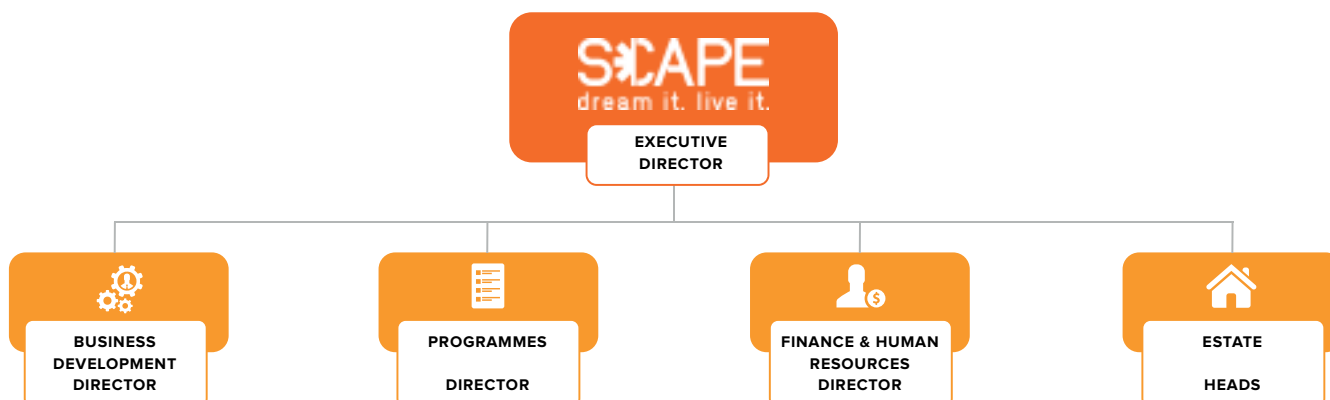 S*CAPE
dream it. live it.
EXECUTIVE
DIRECTOR
BUSINESS
DEVELOPMENT
DIRECTOR
PROGRAMMES
DIRECTOR
$
FINANCE & HUMAN
RESOURCES
DIRECTOR
ESTATE
HEADS